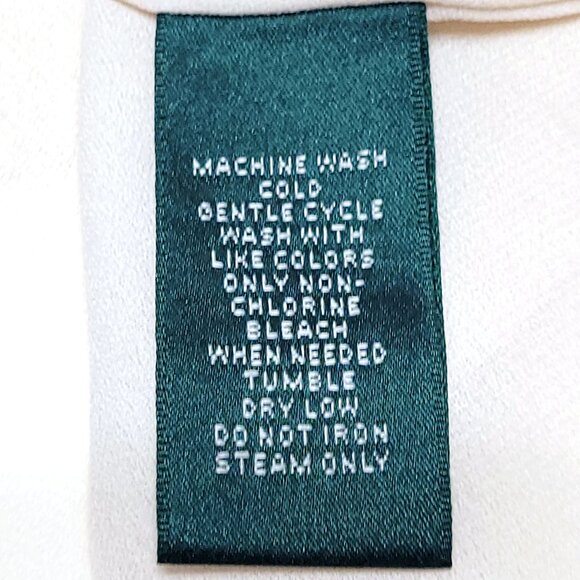 MACHINE WASH
COLD
GENTLE CYCLE
WASH WITH
LIKE COLORS
ONLY NON-
CHLORINE
BLEACH
WHEN NEEDED
TUMBLE
DRY LOW
DO NOT IRON
STEAM ONLY